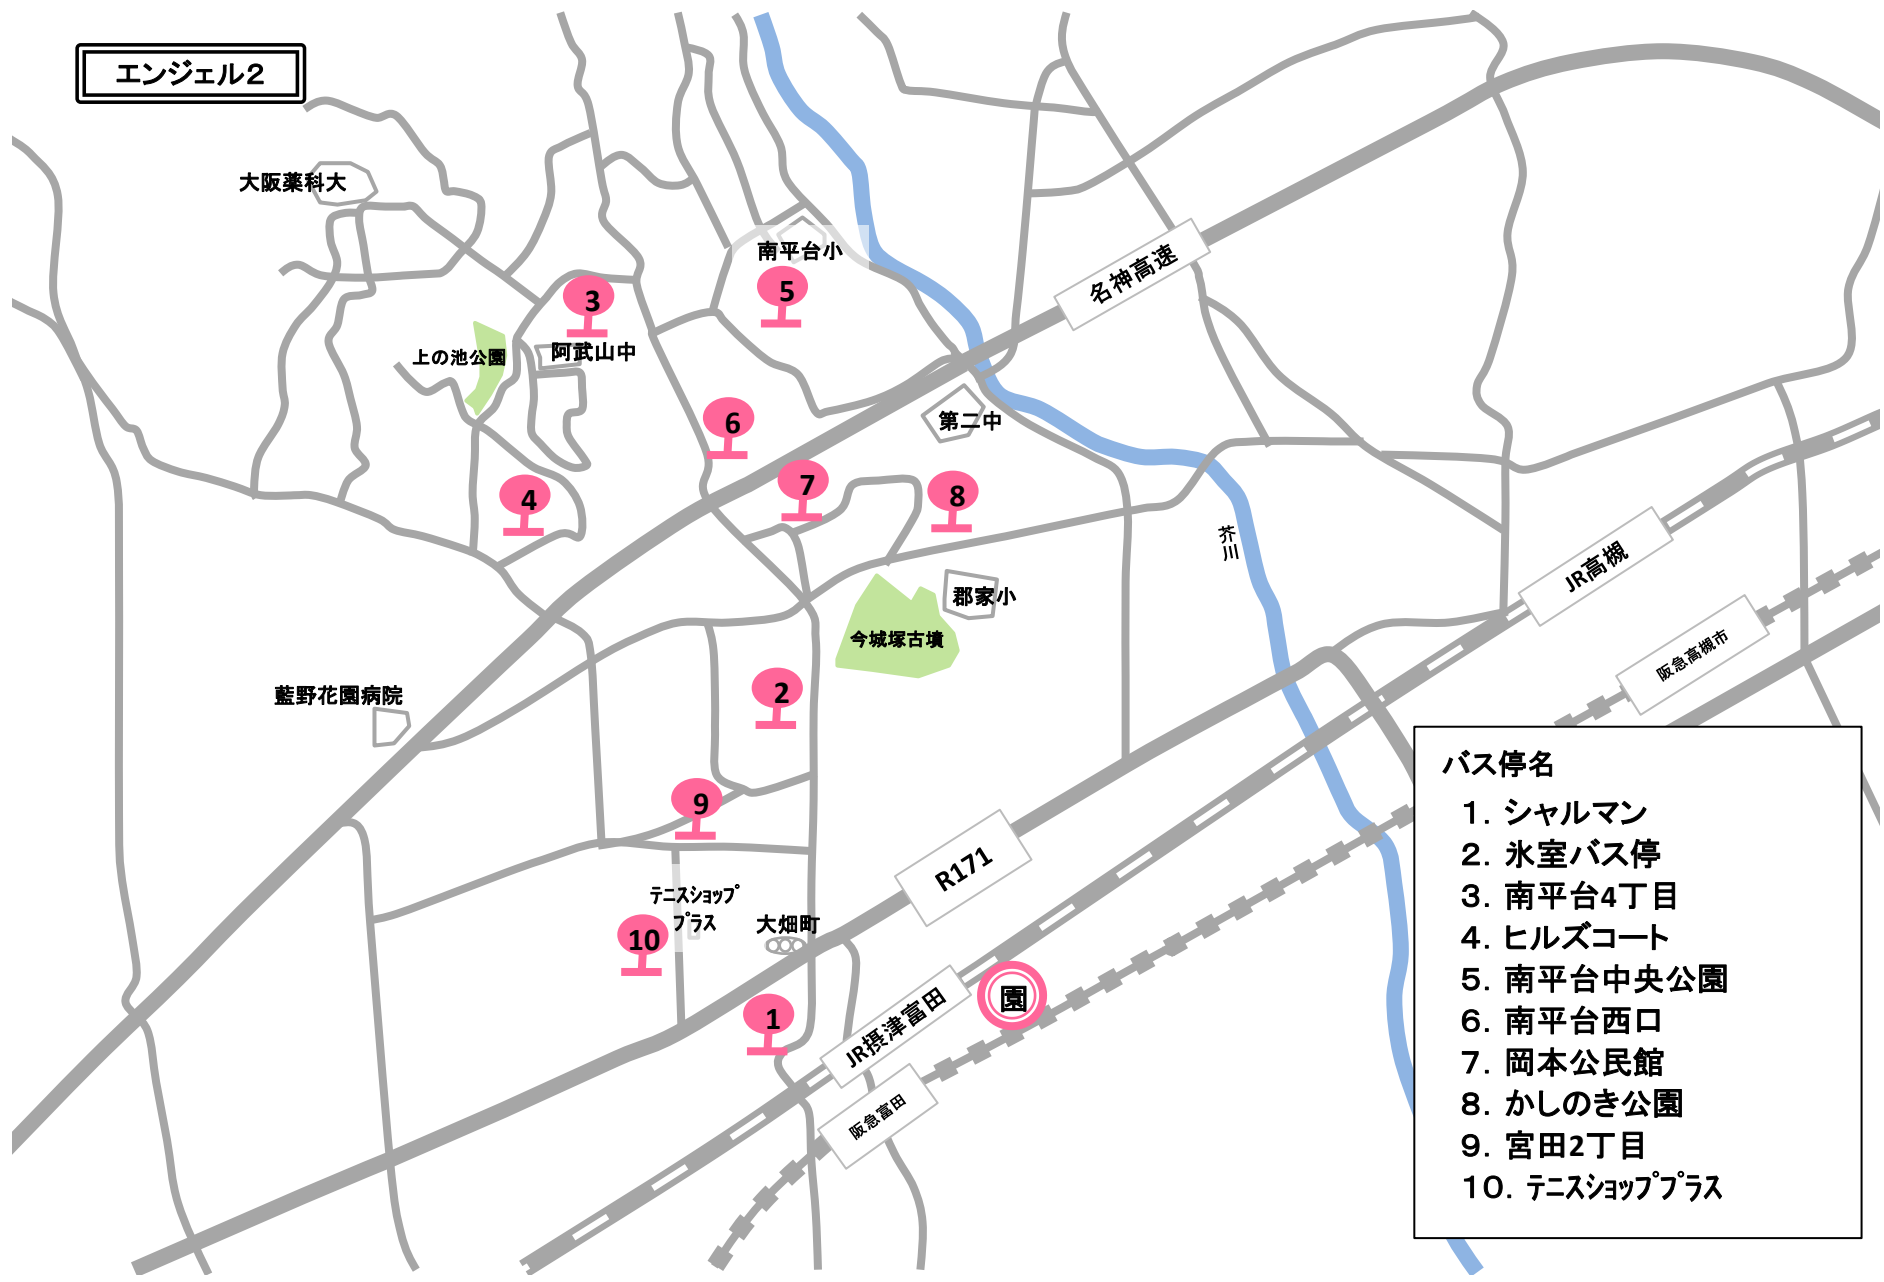 エンジェル２
大阪薬科大
南平台小
名神高速
3
5
上の池公園
阿武山中
6
第二中
7
8
4
芥川
JR高槻
郡家小
今城塚古墳
阪急高槻市
藍野花園病院
2
9
R171
テニスショップ
プラス
大畑町
10
園
1
JR摂津富田
阪急富田
バス停名
１．シャルマン
２．氷室バス停
３．南平台4丁目
４．ヒルズコート
５．南平台中央公園
６．南平台西口
７．岡本公民館
８．かしのき公園
９．宮田2丁目
１０．テニスショッププラス